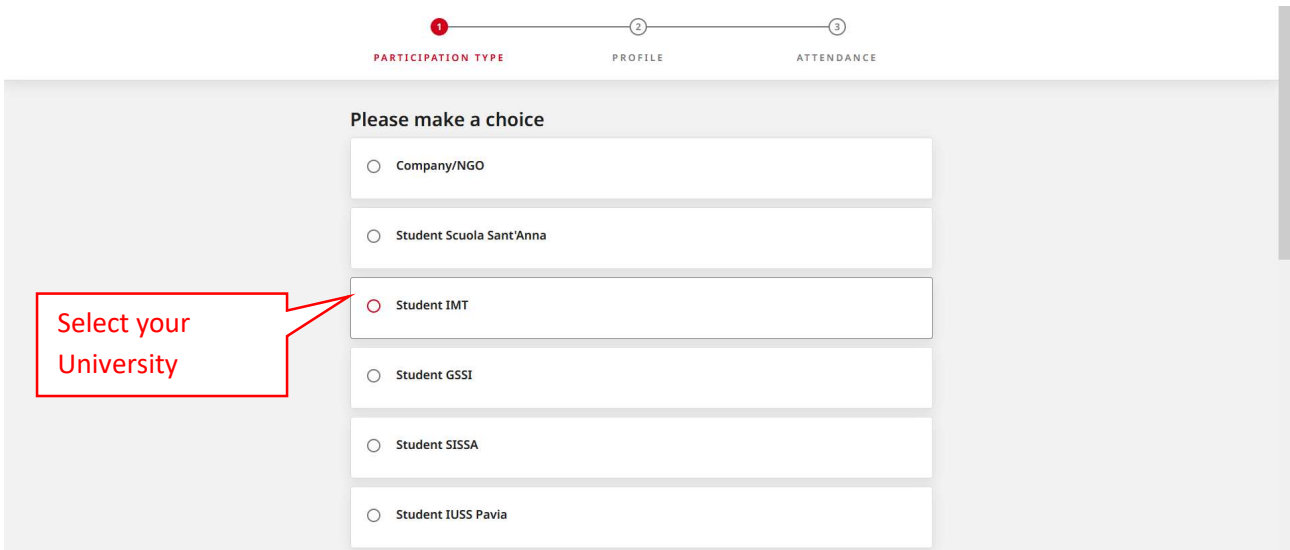 1 2 3
PARTICIPATION TYPE PROFILE ATTENDANCE
Please make a choice
Company/NGO
Student Scuola Sant'Anna
Student IMT
Select your
University
Student GSSI
Student SISSA
Student IUSS Pavia